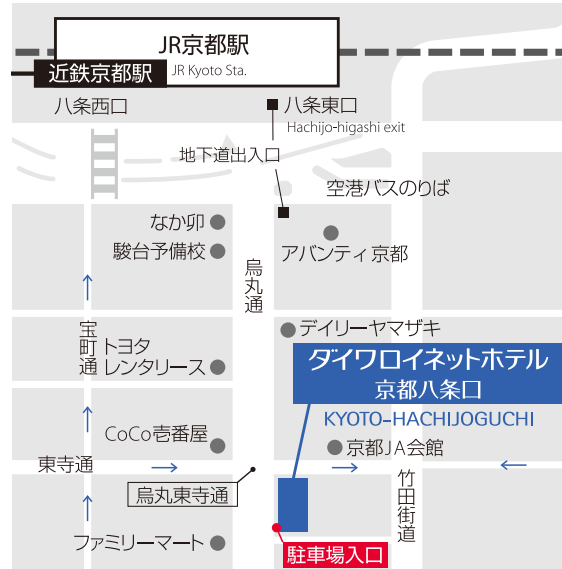 JR京都駅
近鉄京都駅
JR Kyoto Sta.
八条西口
八条東口
Hachijo-higashi exit
地下道出入口
空港バスのりば
なか卯
駿台予備校
アバンティ京都
烏丸通
宝町通
デイリーヤマザキ
トヨタ
レンタリース
ダイワロイネットホテル
京都八条口
KYOTO-HACHIJOGUCHI
CoCo壱番屋
京都JA会館
東寺通
烏丸東寺通
竹田街道
ファミリーマート
駐車場入口